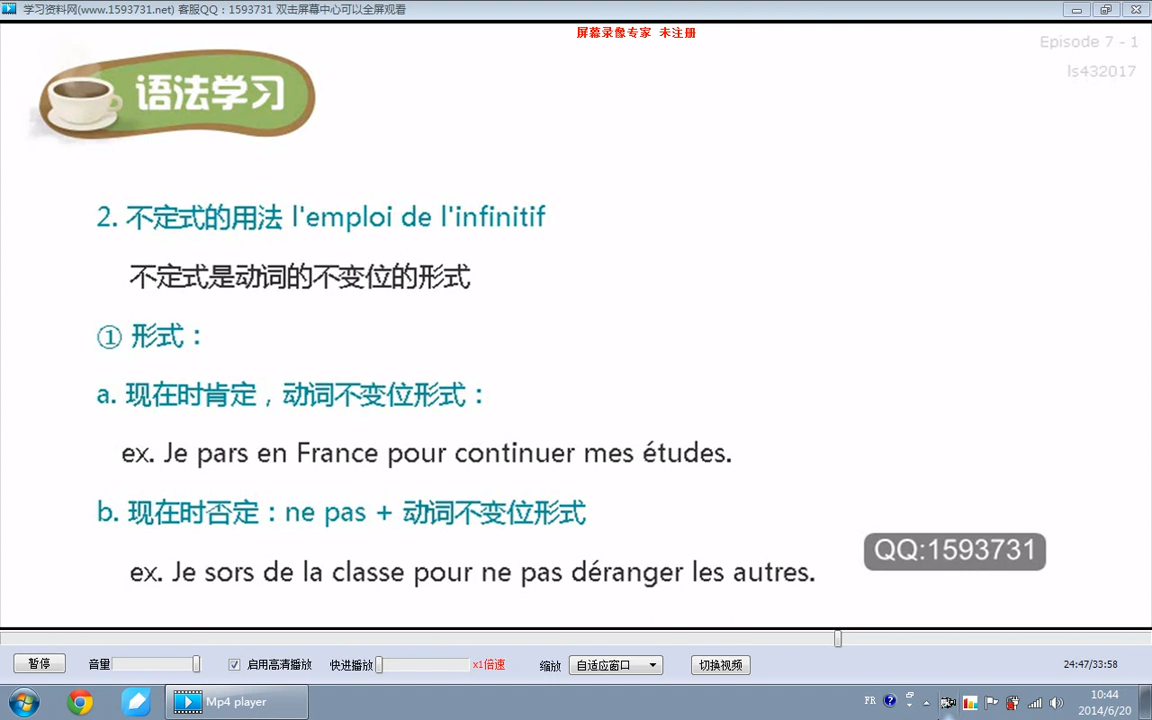 学习资料网(www.1593731.net) 客服QQ：1593731 双击屏幕中心可以全屏观看
屏幕录像专家 未注册
Episode 7 - 1
ls432017
语法学习
2. 不定式的用法 l'emploi de l'infinitif
不定式是动词的不变位的形式
① 形式：
a. 现在时肯定，动词不变位形式：
ex. Je pars en France pour continuer mes études.
b. 现在时否定：ne pas + 动词不变位形式
QQ:1593731
ex. Je sors de la classe pour ne pas déranger les autres.
暂停 音量 启用高清播放 快进播放 x1倍速 缩放 自适应窗口 切换视频 24:47/33:58
Mp4 player
FR
10:44
2014/6/20